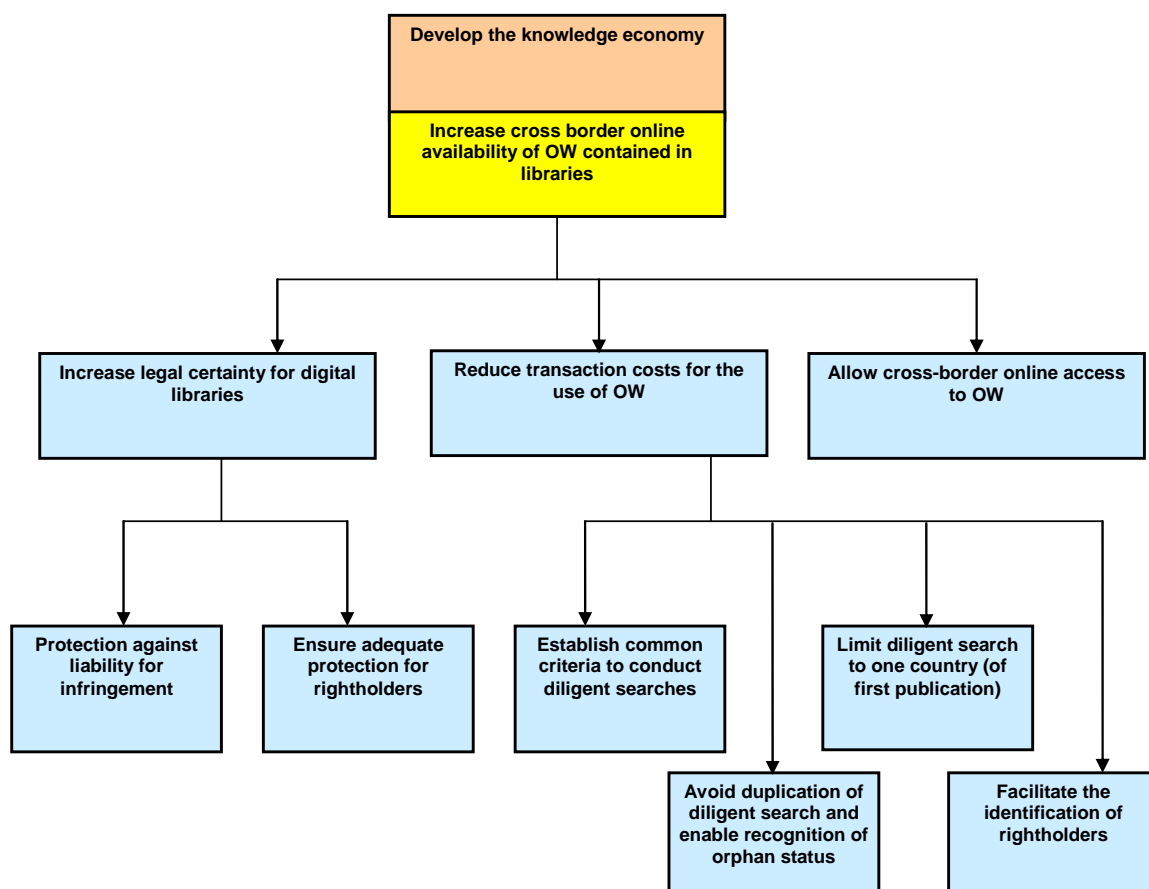 Develop the knowledge economy
Increase cross border online
availability of OW contained in
libraries
Increase legal certainty for digital
libraries
Reduce transaction costs for the
use of OW
Allow cross-border online access
to OW
Protection against
liability for
infringement
Ensure adequate
protection for
rightholders
Establish common
criteria to conduct
diligent searches
Limit diligent search
to one country (of
first publication)
Avoid duplication of
diligent search and
enable recognition of
orphan status
Facilitate the
identification of
rightholders